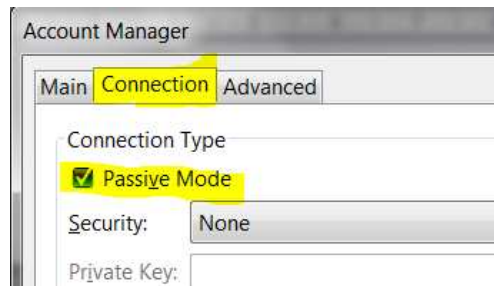 Account Manager
Main Connection Advanced
Connection Type
Passive Mode
Security: None
Private Key: